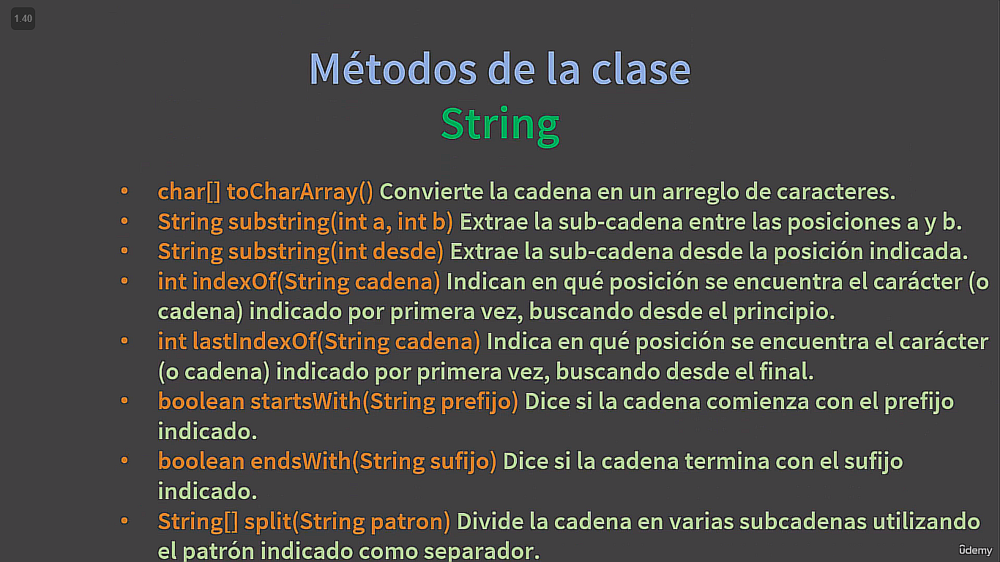 1.40
Métodos de la clase
String
• char[] toCharArray() Convierte la cadena en un arreglo de caracteres.
• String substring(int a, int b) Extrae la sub-cadena entre las posiciones a y b.
• String substring(int desde) Extrae la sub-cadena desde la posición indicada.
• int indexOf(String cadena) Indican en qué posición se encuentra el carácter (o
cadena) indicado por primera vez, buscando desde el principio.
• int lastIndexOf(String cadena) Indica en qué posición se encuentra el carácter
(o cadena) indicado por primera vez, buscando desde el final.
• boolean startsWith(String prefijo) Dice si la cadena comienza con el prefijo
indicado.
• boolean endsWith(String sufijo) Dice si la cadena termina con el sufijo
indicado.
• String[] split(String patron) Divide la cadena en varias subcadenas utilizando
el patrón indicado como separador.
ûdemy